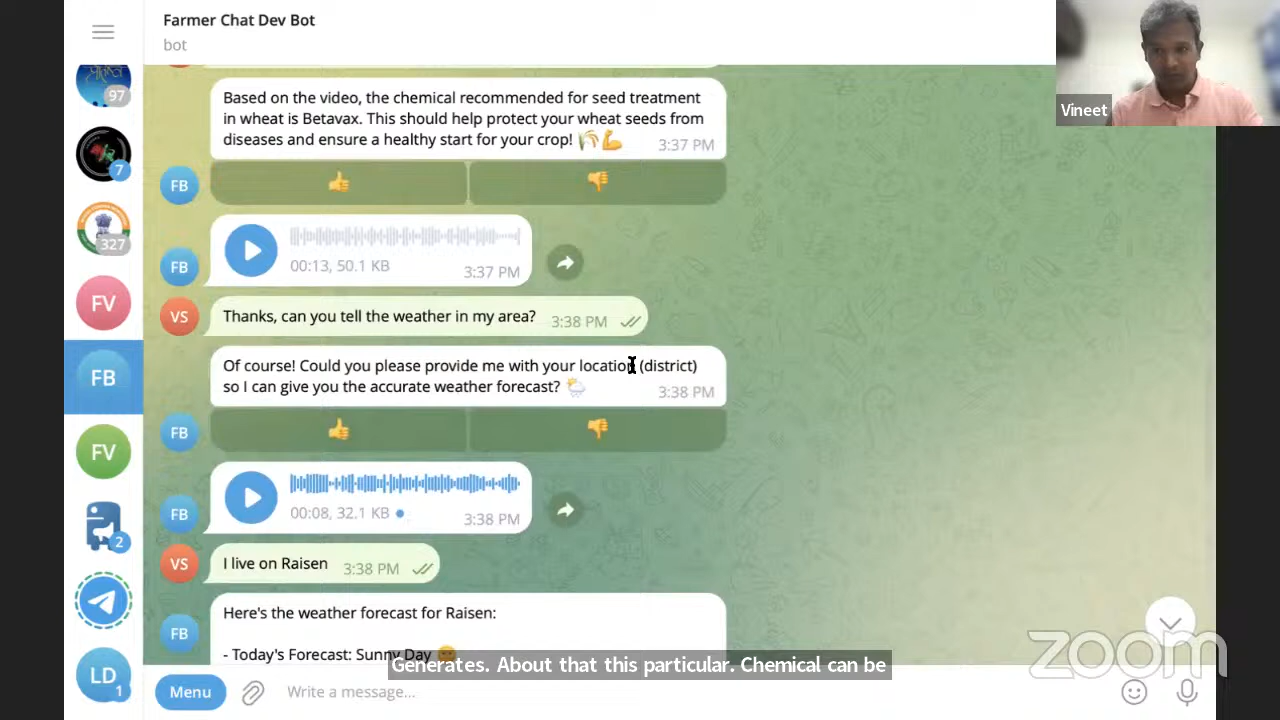 Farmer Chat Dev Bot
bot
Vineet
97
7
327
FV
FB
FV
2
LD
1
Based on the video, the chemical recommended for seed treatment
in wheat is Betavax. This should help protect your wheat seeds from
diseases and ensure a healthy start for your crop! 🌾💪 3:37 PM
FB
👍 👎
FB
00:13, 50.1 KB 3:37 PM
VS
Thanks, can you tell the weather in my area? 3:38 PM
Of course! Could you please provide me with your location (district)
so I can give you the accurate weather forecast? 🌦 3:38 PM
FB
👍 👎
FB
00:08, 32.1 KB 3:38 PM
VS
I live on Raisen 3:38 PM
Here's the weather forecast for Raisen:
FB
- Today's Forecast: Sunny Day
Generates. About that this particular. Chemical can be
Menu
Write a message...
zoom